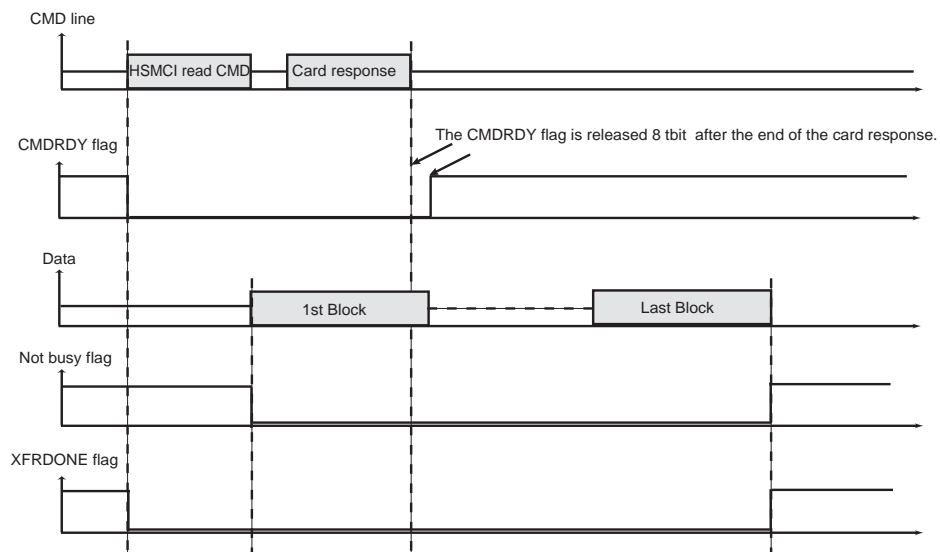 CMD line
HSMCI read CMD
Card response
CMDRDY flag
The CMDRDY flag is released 8 tbit after the end of the card response.
Data
1st Block
Last Block
Not busy flag
XFRDONE flag